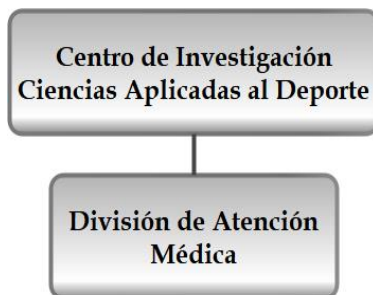 Centro de Investigación
Ciencias Aplicadas al Deporte
División de Atención
Médica